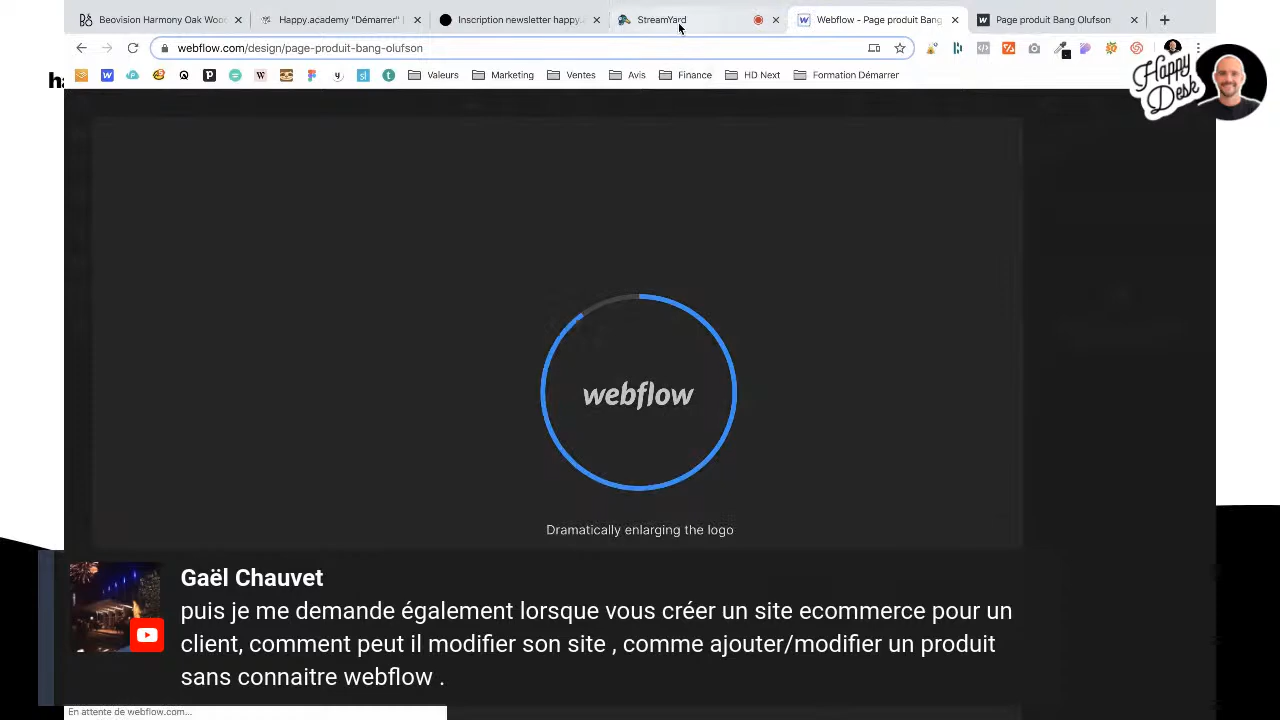 Beovision Harmony Oak Wood
Happy.academy "Démarrer"
Inscription newsletter happy.
StreamYard
Webflow - Page produit Bang
Page produit Bang Olufson
webflow.com/design/page-produit-bang-olufson
Valeurs
Marketing
Ventes
Avis
Finance
HD Next
Formation Démarrer
Happy
Desk
ha
webflow
Dramatically enlarging the logo
Gaël Chauvet
puis je me demande également lorsque vous créer un site ecommerce pour un
client, comment peut il modifier son site , comme ajouter/modifier un produit
sans connaitre webflow .
En attente de webflow.com...